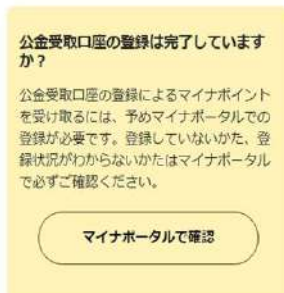 公金受取口座の登録は完了しています
か？
公金受取口座の登録によるマイナポイント
を受け取るには、予めマイナポータルでの
登録が必要です。登録していないかた、登
録状況がわからないかたはマイナポータル
で必ずご確認ください。
マイナポータルで確認